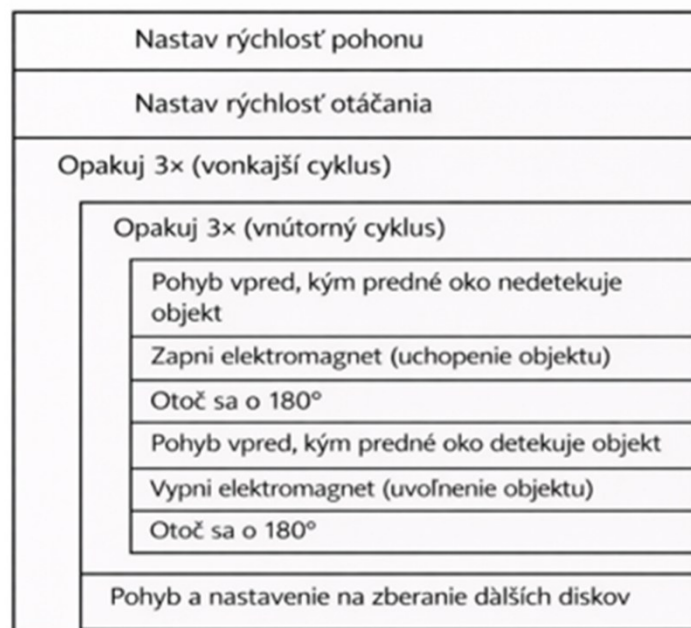 Nastav rýchlosť pohonu
Nastav rýchlosť otáčania
Opakuj 3× (vonkajší cyklus)
Opakuj 3× (vnútorný cyklus)
Pohyb vpred, kým predné oko nedetekuje
objekt
Zapni elektromagnet (uchopenie objektu)
Otoč sa o 180°
Pohyb vpred, kým predné oko detekuje objekt
Vypni elektromagnet (uvoľnenie objektu)
Otoč sa o 180°
Pohyb a nastavenie na zberanie dàlších diskov